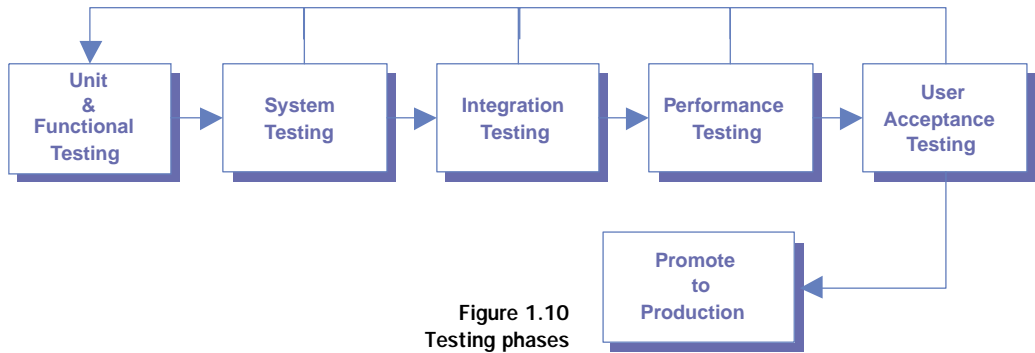 Unit
&
Functional
Testing
System
Testing
Integration
Testing
Performance
Testing
User
Acceptance
Testing
Promote
to
Production
Figure 1.10
Testing phases